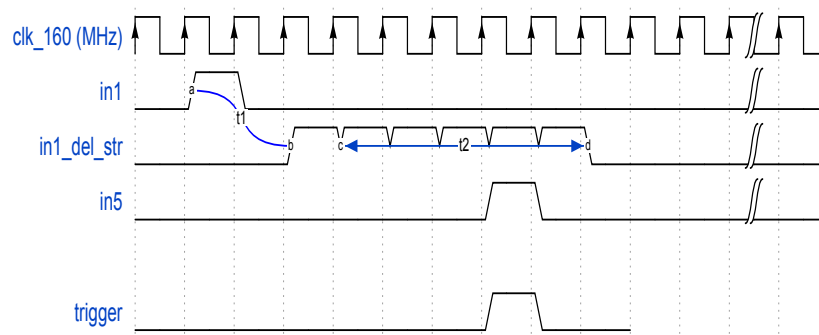 clk_160 (MHz)
in1
a
t1
in1_del_str
b
c
t2
d
in5
trigger